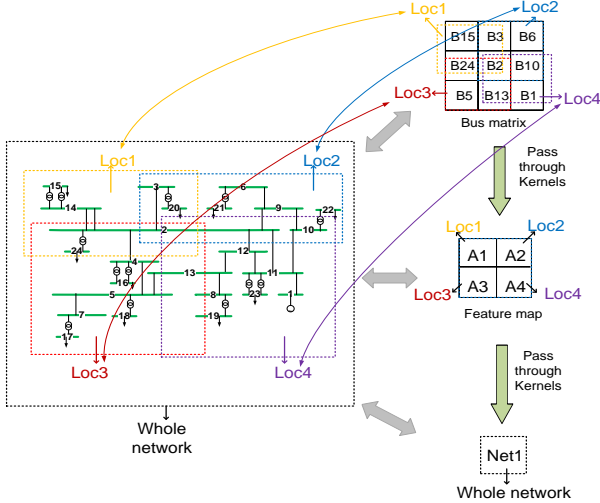 Loc1
Loc2
B15 B3 B6
B24 B2 B10
B5 B13 B1
Loc3
Loc4
Bus matrix
Pass
through
Kernels
Loc1
Loc2
15
3
6
14
20
21
9
22
2
10
24
4
12
16
13
11
5
8
23
1
7
18
19
17
Loc3
Loc4
Whole
network
Loc1
Loc2
A1 A2
A3 A4
Loc3
Loc4
Feature map
Pass
through
Kernels
Net1
Whole network